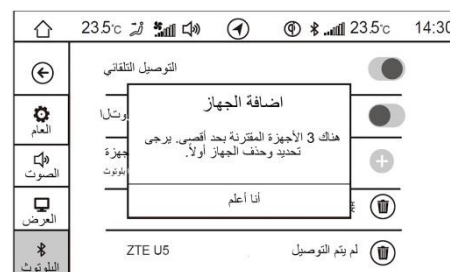 23.5°c 23.5°c 14:30
التوصيل التلقائي
اضافة الجهاز
هناك 3 الأجهزة المقترنة بحد أقصى. يرجى
تحديد وحذف الجهاز أولاً.
أنا أعلم
العام
الصوت
العرض
البلوتوث
جهزة
ZTE U5
لم يتم التوصيل